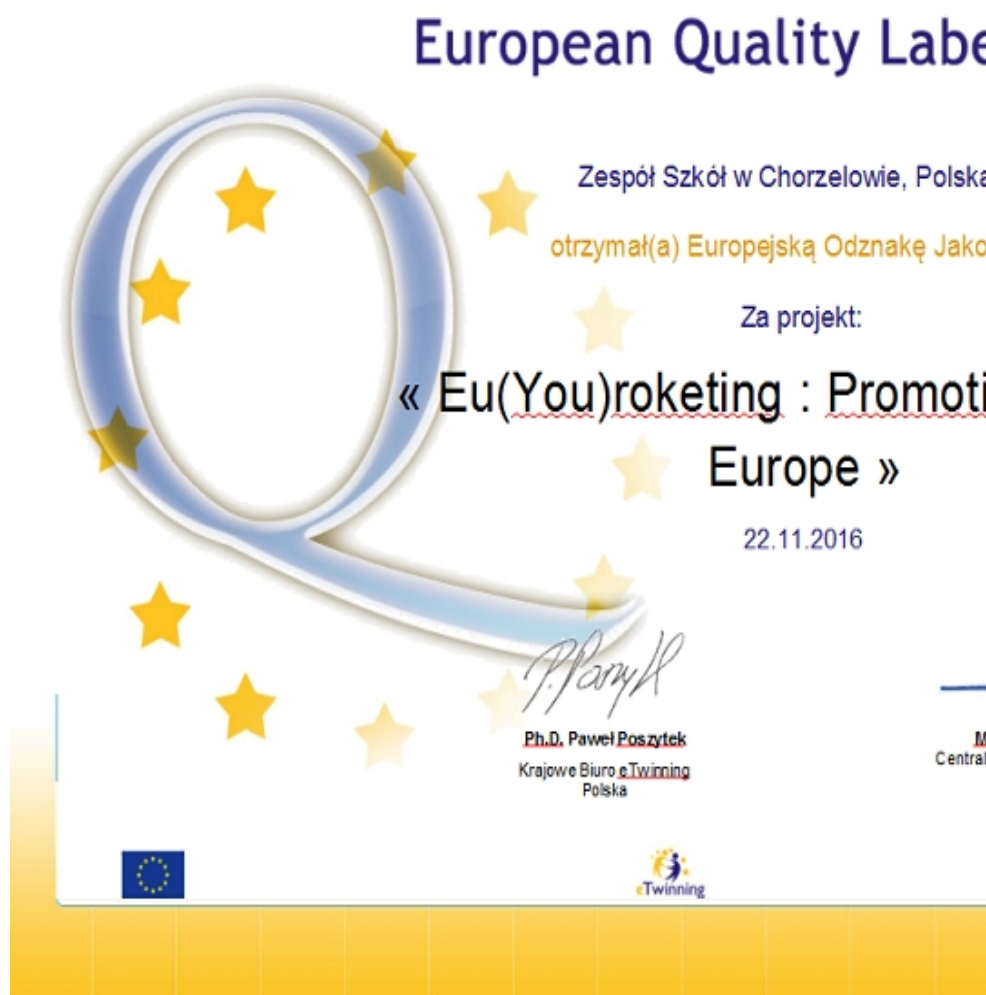 European Quality Labe
Zespół Szkół w Chorzelowie, Polska
otrzymał(a) Europejską Odznakę Jako
Za projekt:
« Eu(You)roketing : Promoti
Europe »
22.11.2016
Ph.D. Paweł Poszytek
Krajowe Biuro eTwinning
Polska
M
Central
eTwinning